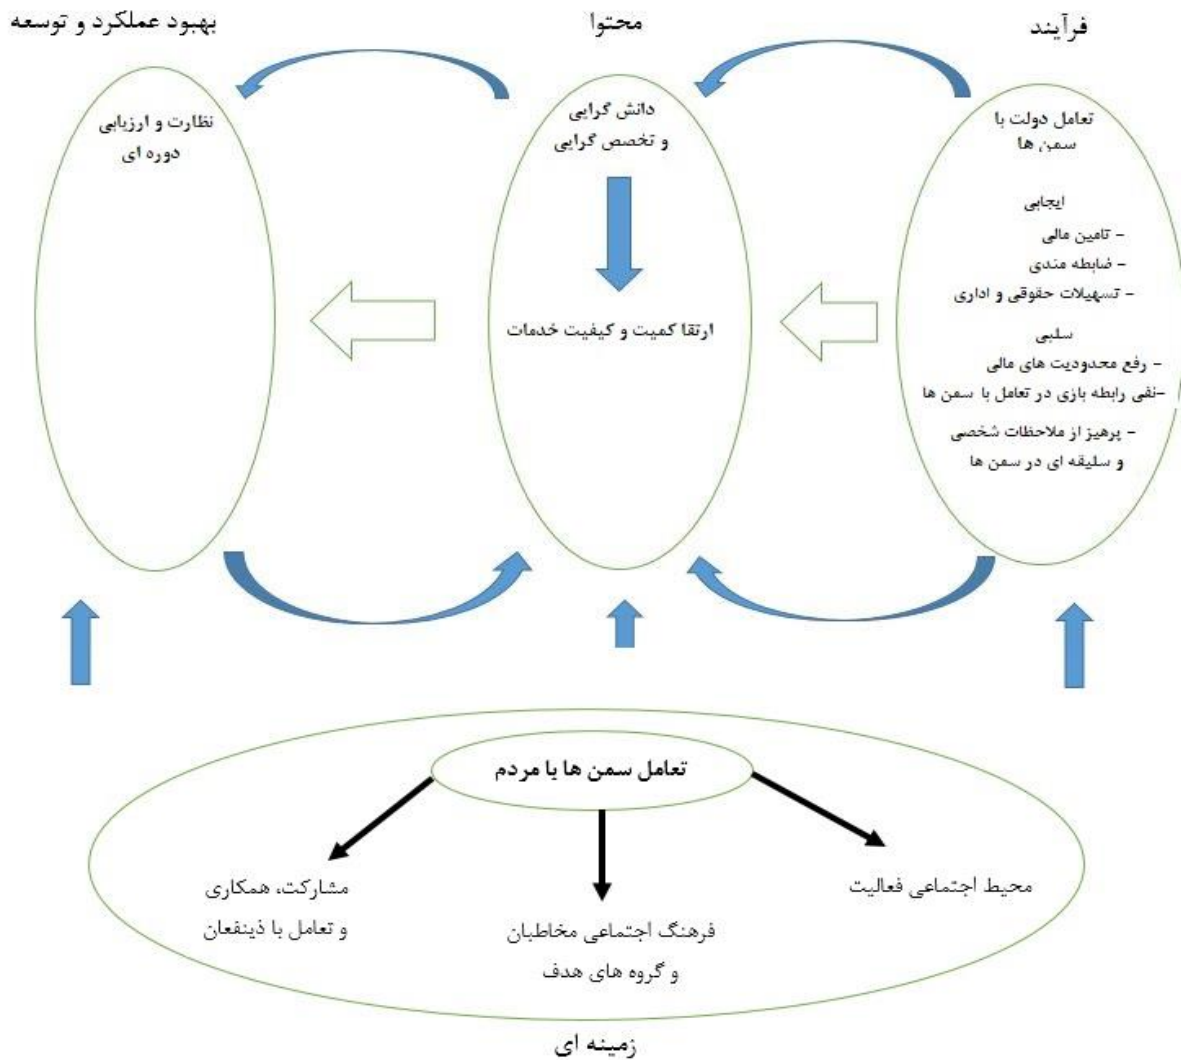 فرآیند
محتوا
بهبود عملکرد و توسعه
تعامل دولت با
سمن ها
ایجابی
- تامین مالی
- ضابطه مندی
- تسهیلات حقوقی و اداری
سلبی
- رفع محدودیت های مالی
-نفی رابطه بازی در تعامل با سمن ها
- پرهیز از ملاحظات شخصی
و سلیقه ای در سمن ها
دانش گرایی
و تخصص گرایی
ارتقا کمیت و کیفیت خدمات
نظارت و ارزیابی
دوره ای
تعامل سمن ها با مردم
محیط اجتماعی فعالیت
فرهنگ اجتماعی مخاطبان
و گروه های هدف
مشارکت، همکاری
و تعامل با ذینفعان
زمینه ای